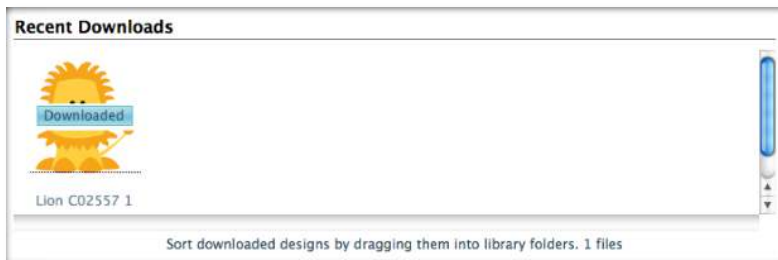 Recent Downloads
Downloaded
Lion C02557 1
Sort downloaded designs by dragging them into library folders. 1 files